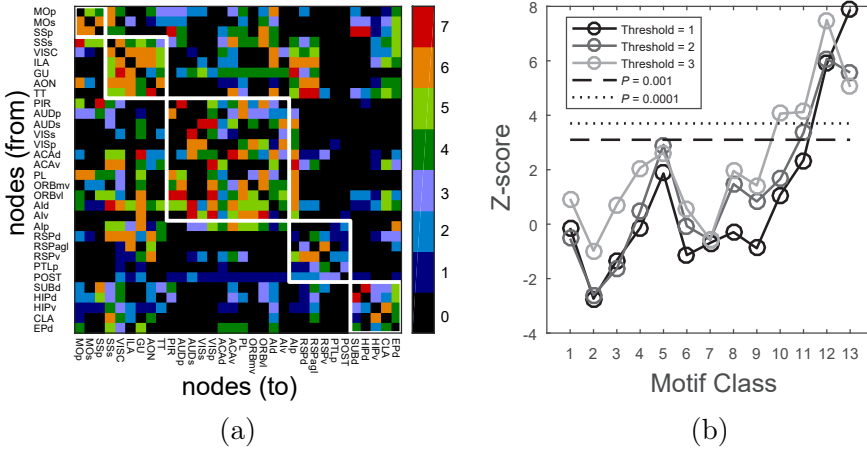 nodes (from)
MOp
MOs
SSp
SSs
VISC
ILA
GU
AON
TT
PIR
AUDp
AUDs
VISs
VISp
ACAd
ACAv
PL
ORBmv
ORBvl
AId
AIv
AIp
RSPd
RSPagl
RSPv
PTLp
POST
SUBd
HIPd
HIPv
CLA
EPd
MOp
MOs
SSp
SSs
VISC
ILA
GU
AON
TT
PIR
AUDp
AUDs
VISs
VISp
ACAd
ACAv
PL
ORBmv
ORBvl
AId
AIv
AIp
RSPd
RSPagl
RSPv
PTLp
POST
SUBd
HIPd
HIPv
CLA
EPd
nodes (to)
7
6
5
4
3
2
1
0
(a)
Z-score
8
6
4
2
0
-2
-4
Threshold = 1
Threshold = 2
Threshold = 3
P = 0.001
P = 0.0001
1 2 3 4 5 6 7 8 9 10 11 12 13
Motif Class
(b)